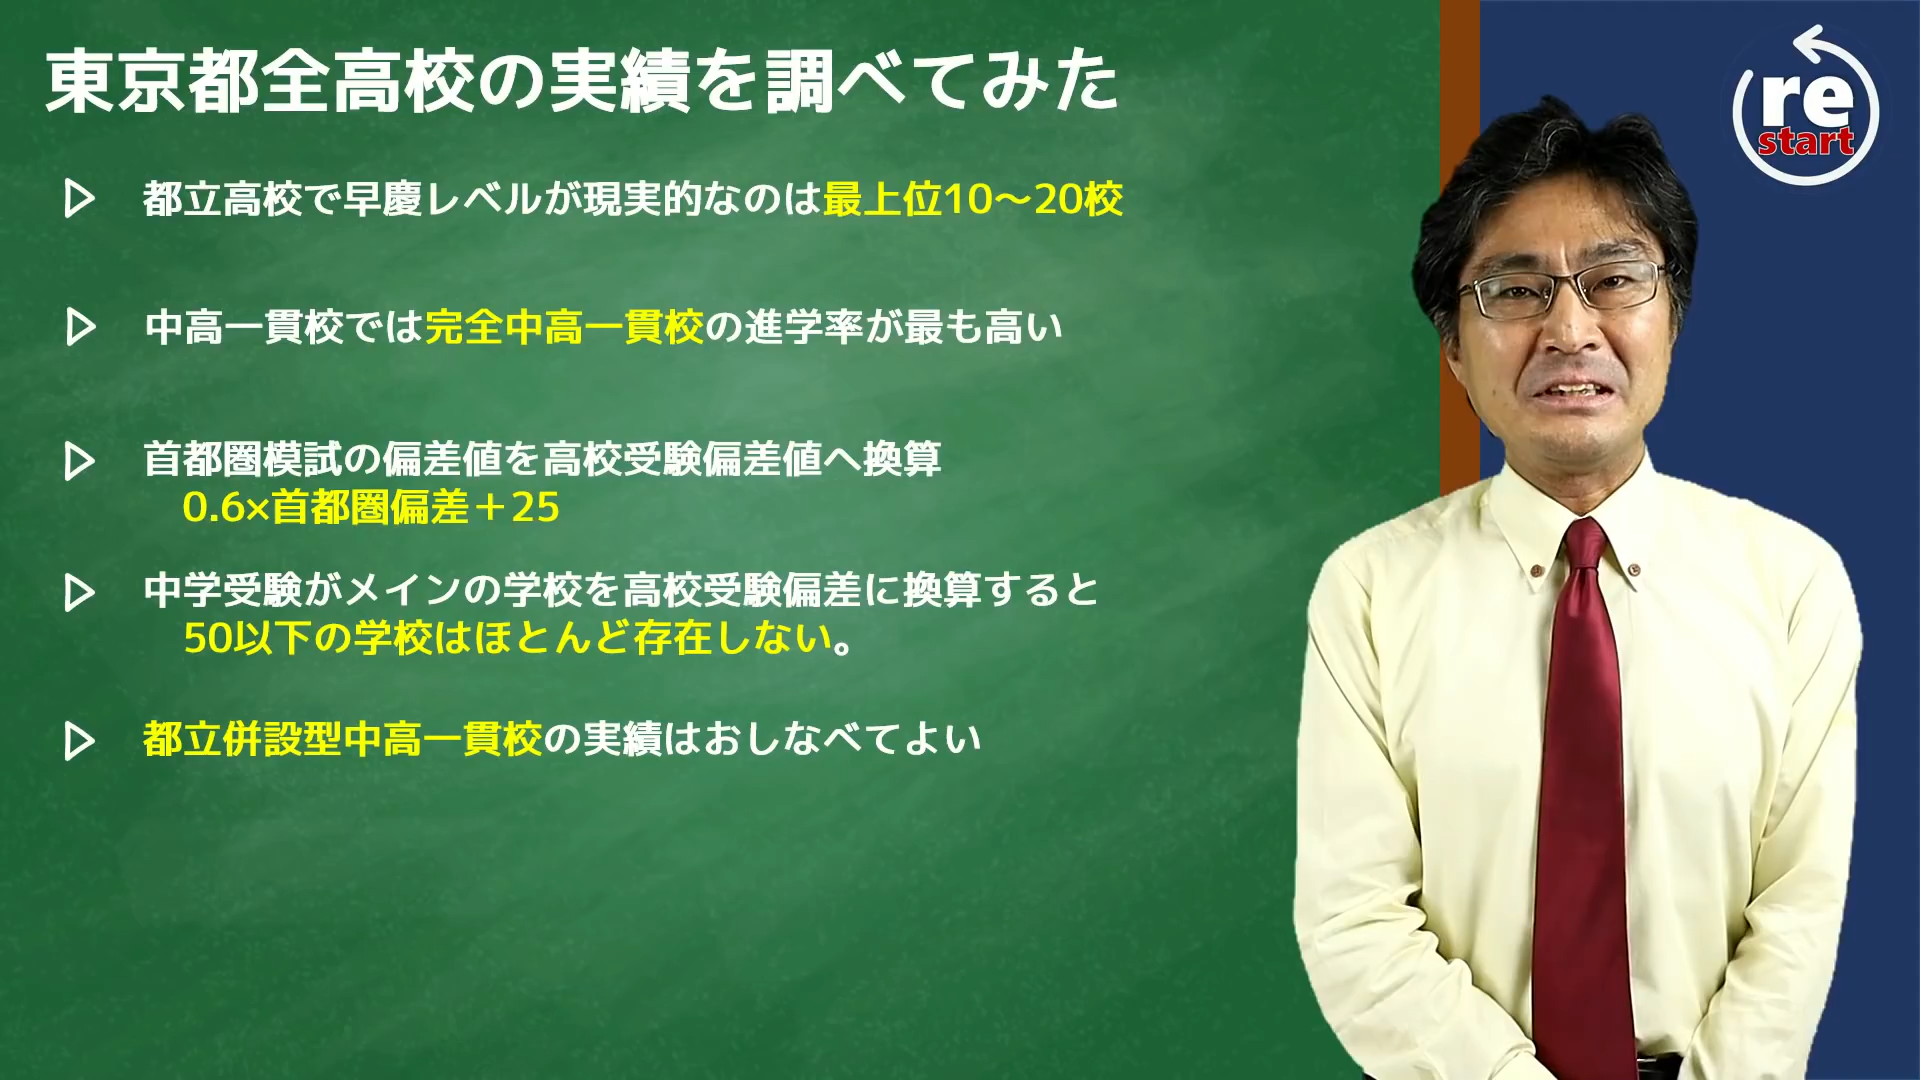 東京都全高校の実績を調べてみた
re
start
都立高校で早慶レベルが現実的なのは最上位10～20校
中高一貫校では完全中高一貫校の進学率が最も高い
首都圏模試の偏差値を高校受験偏差値へ換算
0.6×首都圏偏差＋25
中学受験がメインの学校を高校受験偏差に換算すると
50以下の学校はほとんど存在しない。
都立併設型中高一貫校の実績はおしなべてよい